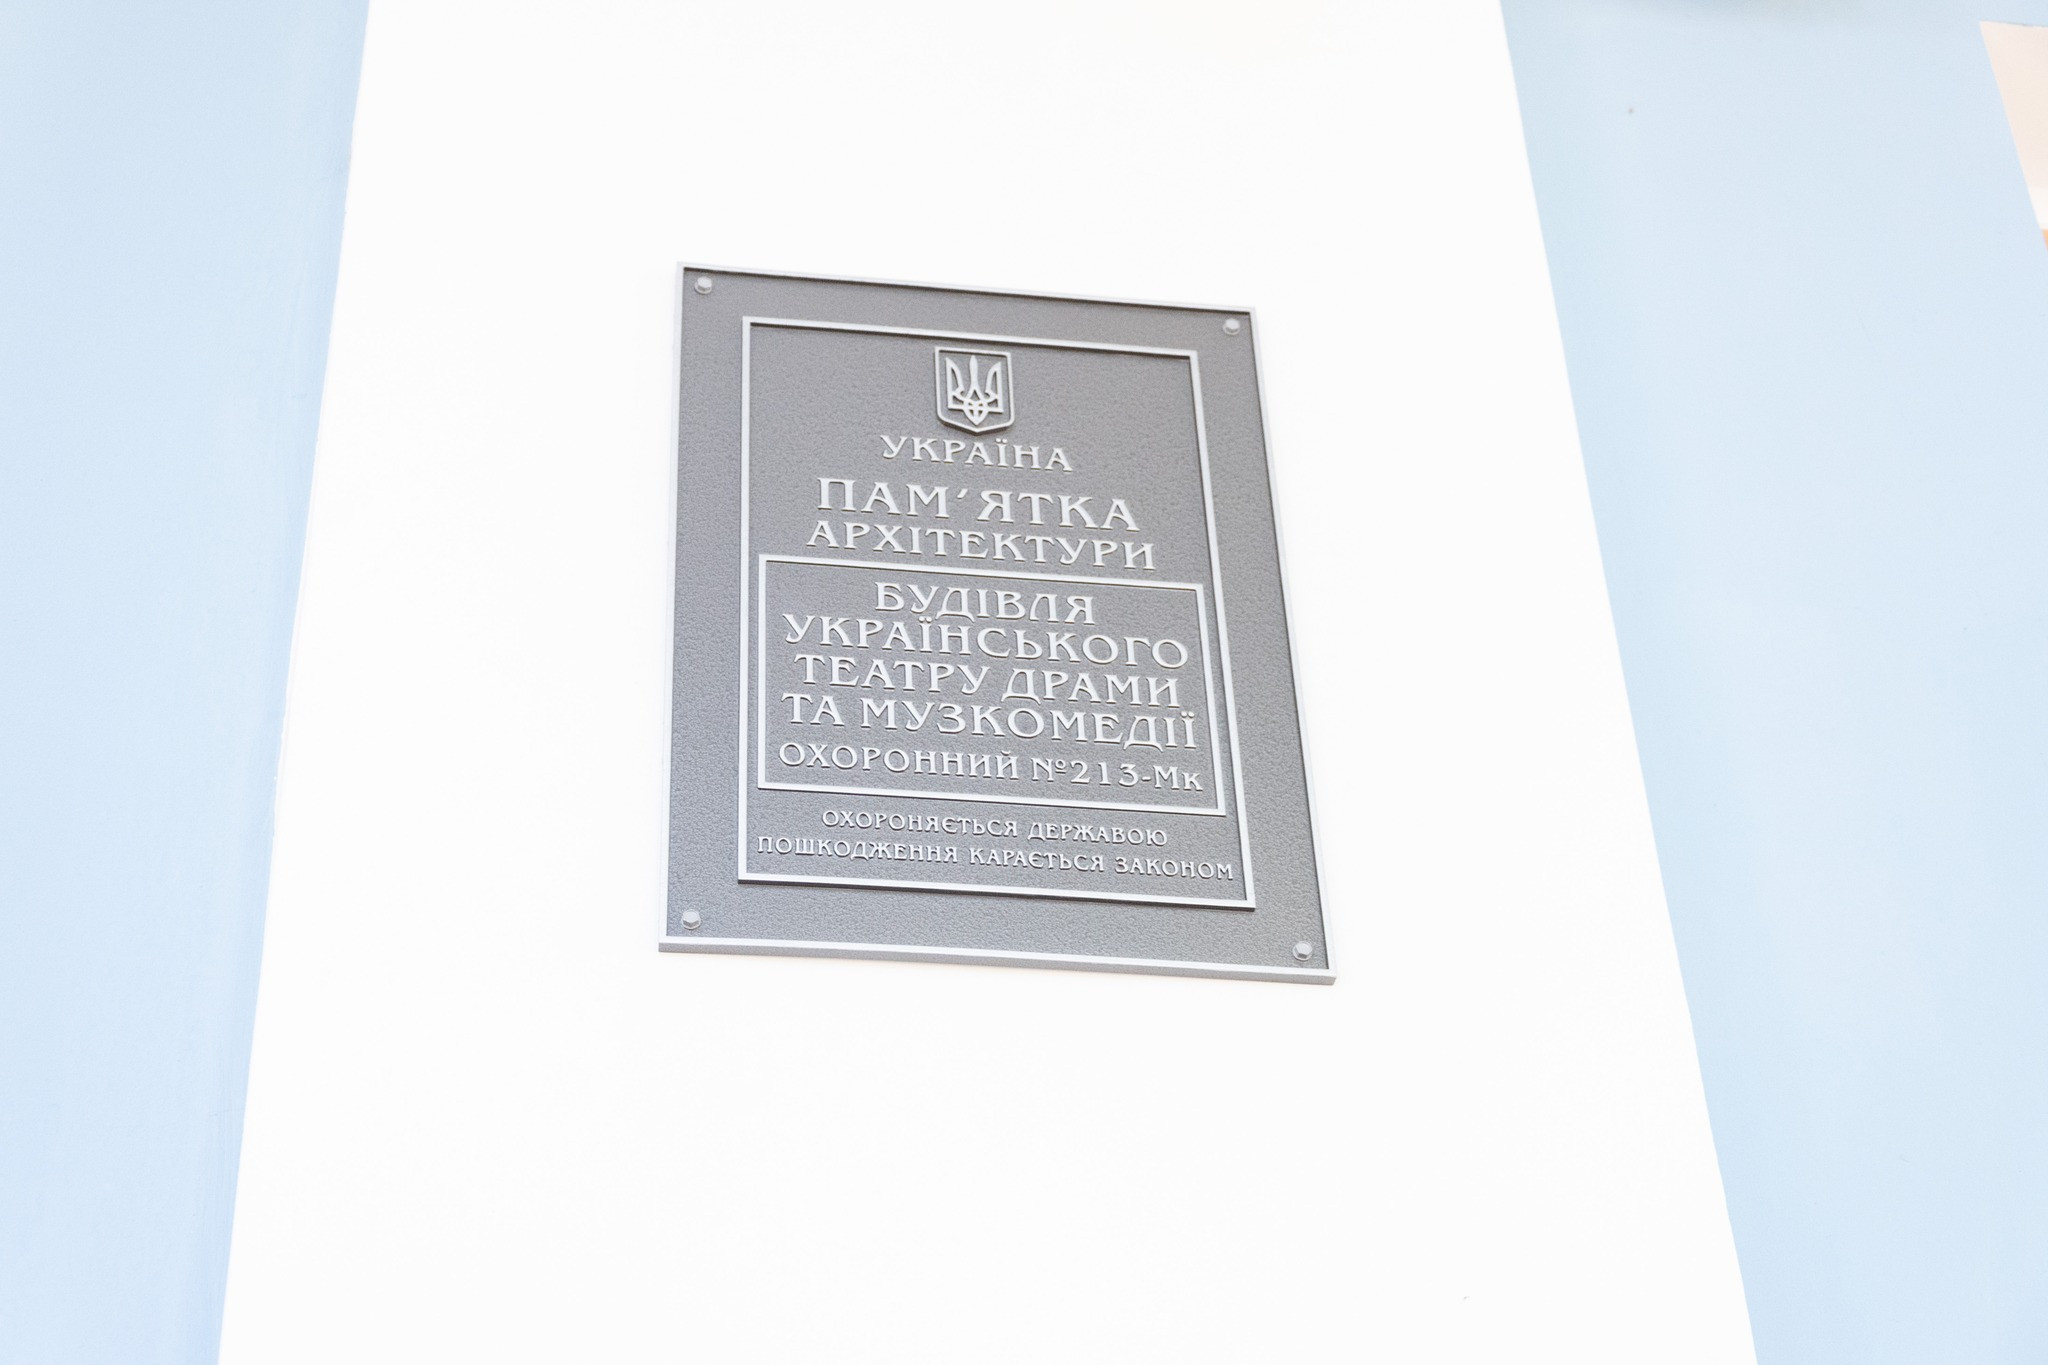 УКРАЇНА
ПАМ'ЯТКА
АРХІТЕКТУРИ
БУДІВЛЯ
УКРАЇНСЬКОГО
ТЕАТРУ ДРАМИ
ТА МУЗКОМЕДІЇ
ОХОРОННИЙ №213-Мк
ОХОРОНЯЄТЬСЯ ДЕРЖАВОЮ
ПОШКОДЖЕННЯ КАРАЄТЬСЯ ЗАКОНОМ